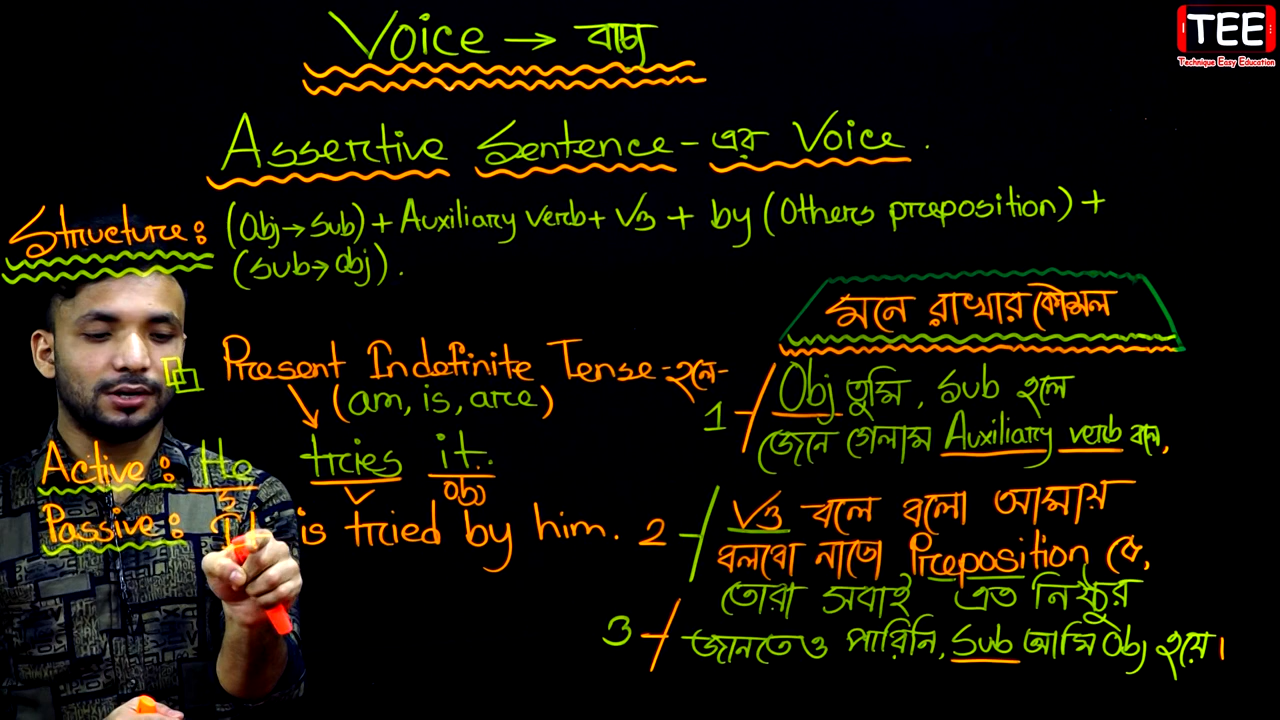 Voice → বাচ্য
TEE
Technique Easy Education
Assertive Sentence - এর Voice.
Structure: (Obj→Sub) + Auxiliary verb + V3 + by (Others preposition) +
(Sub→obj).
মনে রাখার কৌশল
Present Indefinite Tense-হলে-
(am, is, are)
Active: He tries it.
S V obj
Passive: It is tried by him.
1 Obj তুমি, Sub হলে
জেনে গেলাম Auxiliary verb বলে,
2 V3 বলে বলো আমায়
বলবো নাতো Preposition কে,
তোরা সবাই এত নিষ্ঠুর
3 জানতেও পারিনি, Sub আমি Obj হয়ে।